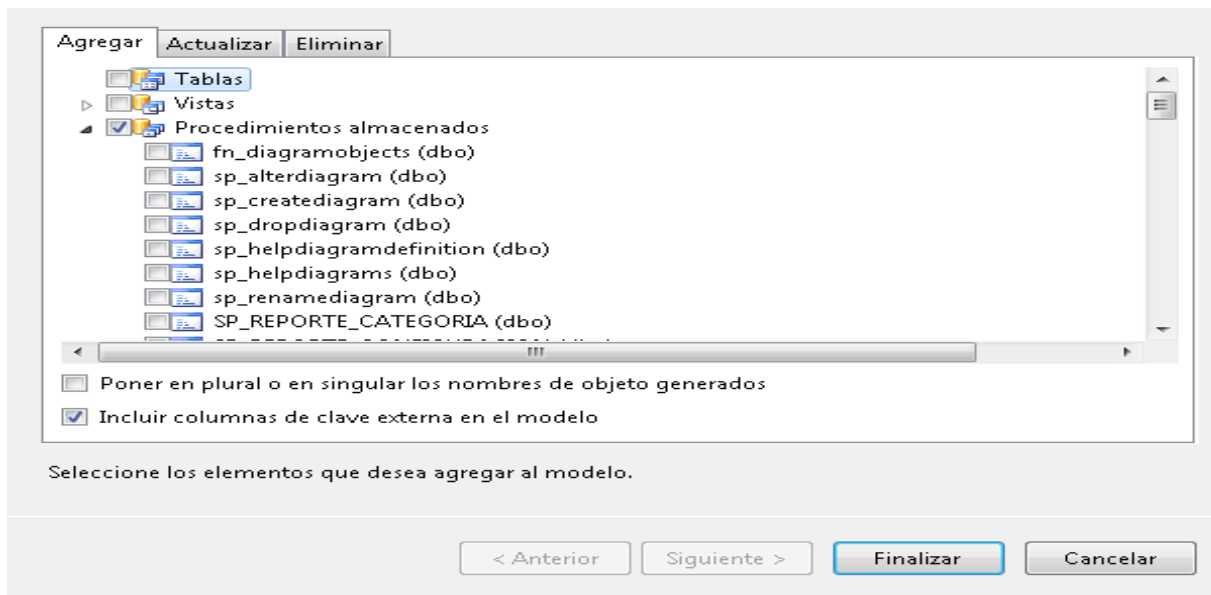 Agregar Actualizar Eliminar
Tablas
Vistas
Procedimientos almacenados
fn_diagramobjects (dbo)
sp_alterdiagram (dbo)
sp_creatediagram (dbo)
sp_dropdiagram (dbo)
sp_helpdiagramdefinition (dbo)
sp_helpdiagrams (dbo)
sp_renamediagram (dbo)
SP_REPORTE_CATEGORIA (dbo)
Poner en plural o en singular los nombres de objeto generados
Incluir columnas de clave externa en el modelo
Seleccione los elementos que desea agregar al modelo.
< Anterior Siguiente > Finalizar Cancelar